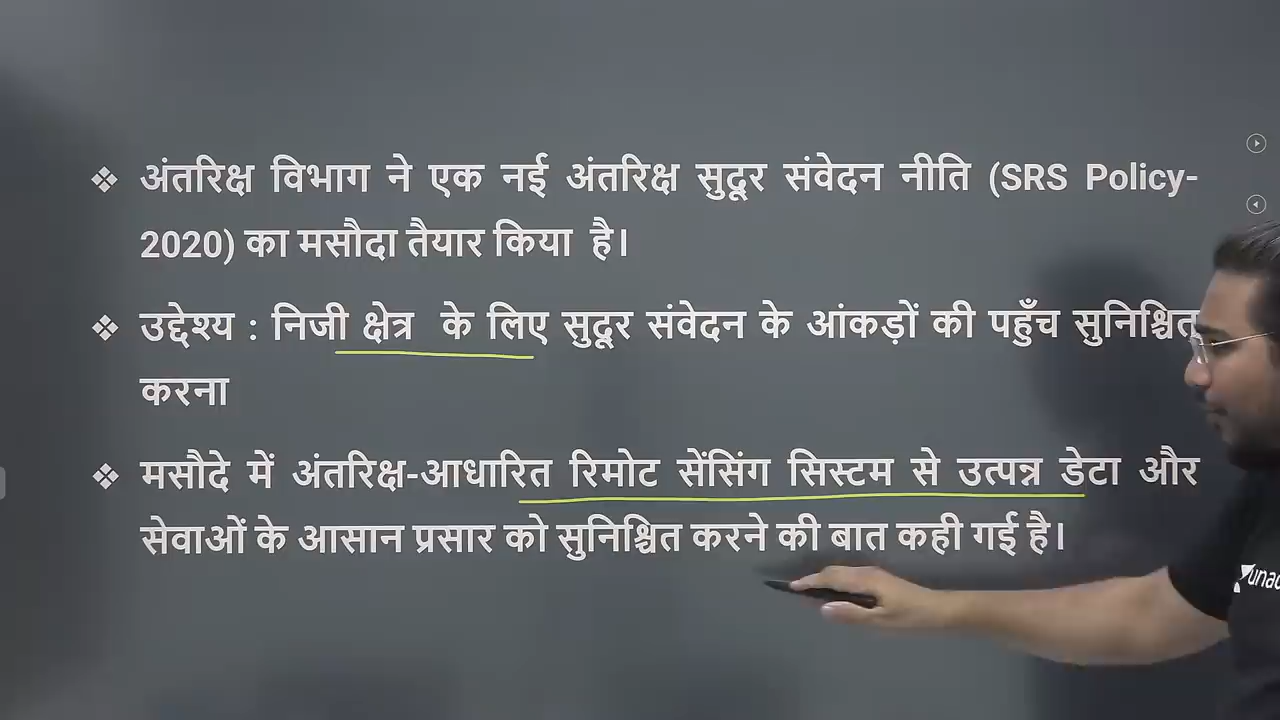 ❖ अंतरिक्ष विभाग ने एक नई अंतरिक्ष सुदूर संवेदन नीति (SRS Policy-
2020) का मसौदा तैयार किया है।
❖ उद्देश्य : निजी क्षेत्र के लिए सुदूर संवेदन के आंकड़ों की पहुँच सुनिश्चित
करना
❖ मसौदे में अंतरिक्ष-आधारित रिमोट सेंसिंग सिस्टम से उत्पन्न डेटा और
सेवाओं के आसान प्रसार को सुनिश्चित करने की बात कही गई है।